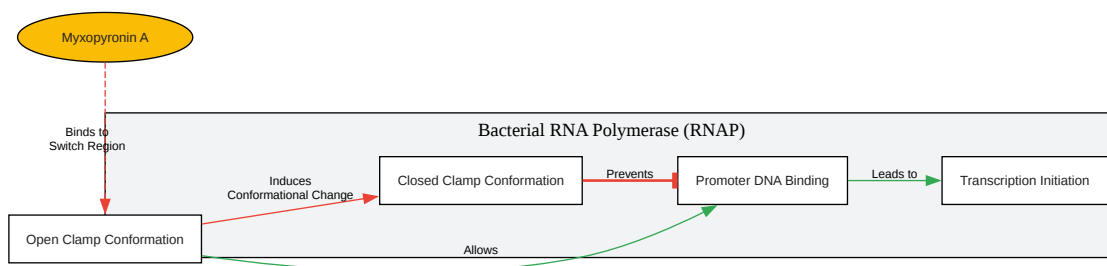 Myxopyronin A
Binds to
Switch Region
Bacterial RNA Polymerase (RNAP)
Induces
Conformational Change
Closed Clamp Conformation
Prevents
Promoter DNA Binding
Leads to
Transcription Initiation
Open Clamp Conformation
Allows